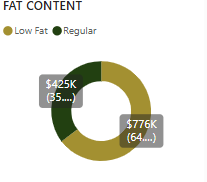 FAT CONTENT
Low Fat Regular
$425K
(35....)
$776K
(64....)